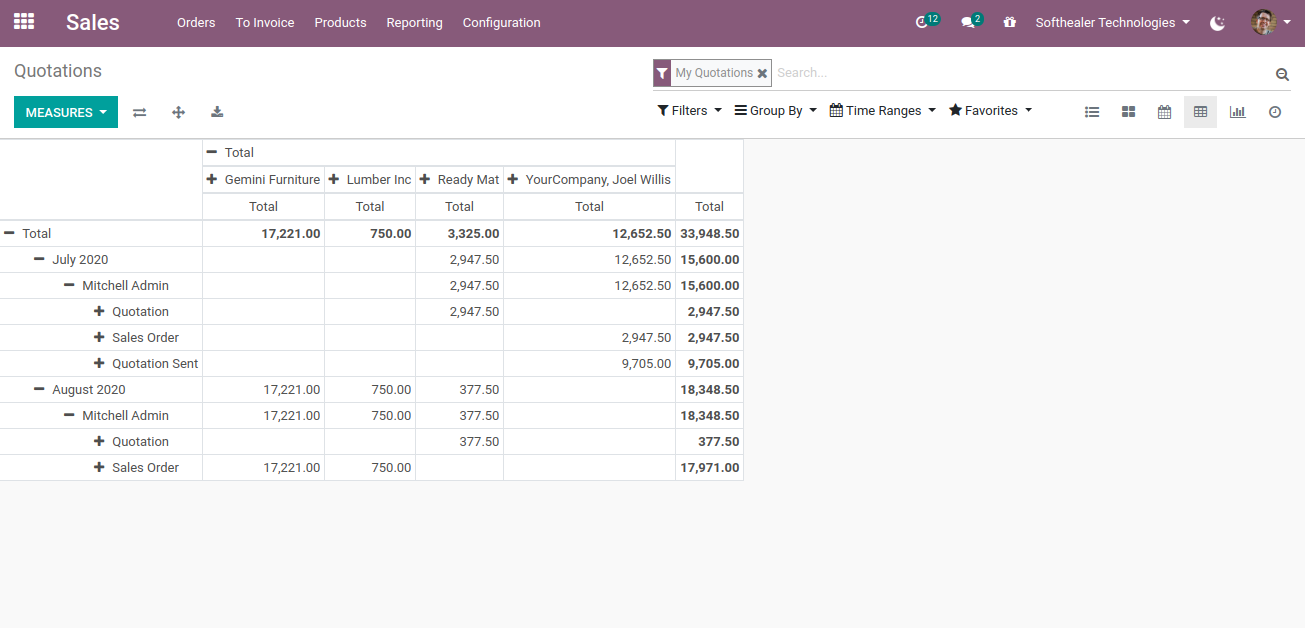 Sales Orders To Invoice Products Reporting Configuration 12 2 Softhealer Technologies
Quotations My Quotations Search...
MEASURES Filters Group By Time Ranges Favorites
Total
Gemini Furniture Lumber Inc Ready Mat YourCompany, Joel Willis
Total Total Total Total Total
Total 17,221.00 750.00 3,325.00 12,652.50 33,948.50
July 2020 2,947.50 12,652.50 15,600.00
Mitchell Admin 2,947.50 12,652.50 15,600.00
Quotation 2,947.50 2,947.50
Sales Order 2,947.50 2,947.50
Quotation Sent 9,705.00 9,705.00
August 2020 17,221.00 750.00 377.50 18,348.50
Mitchell Admin 17,221.00 750.00 377.50 18,348.50
Quotation 377.50 377.50
Sales Order 17,221.00 750.00 17,971.00